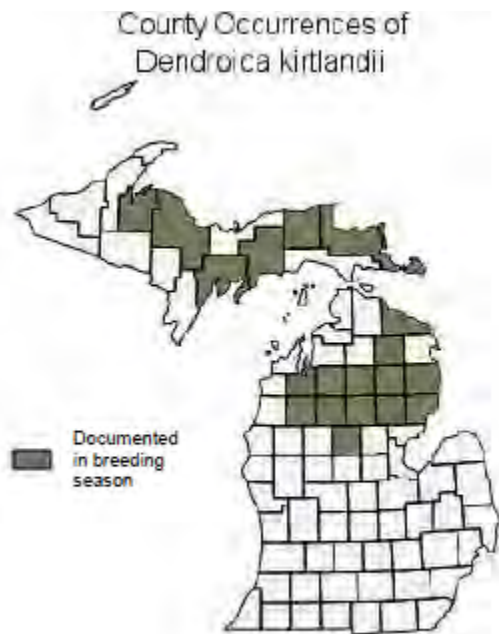 County Occurrences of
Dendroica kirtlandii
Documented
in breeding
season